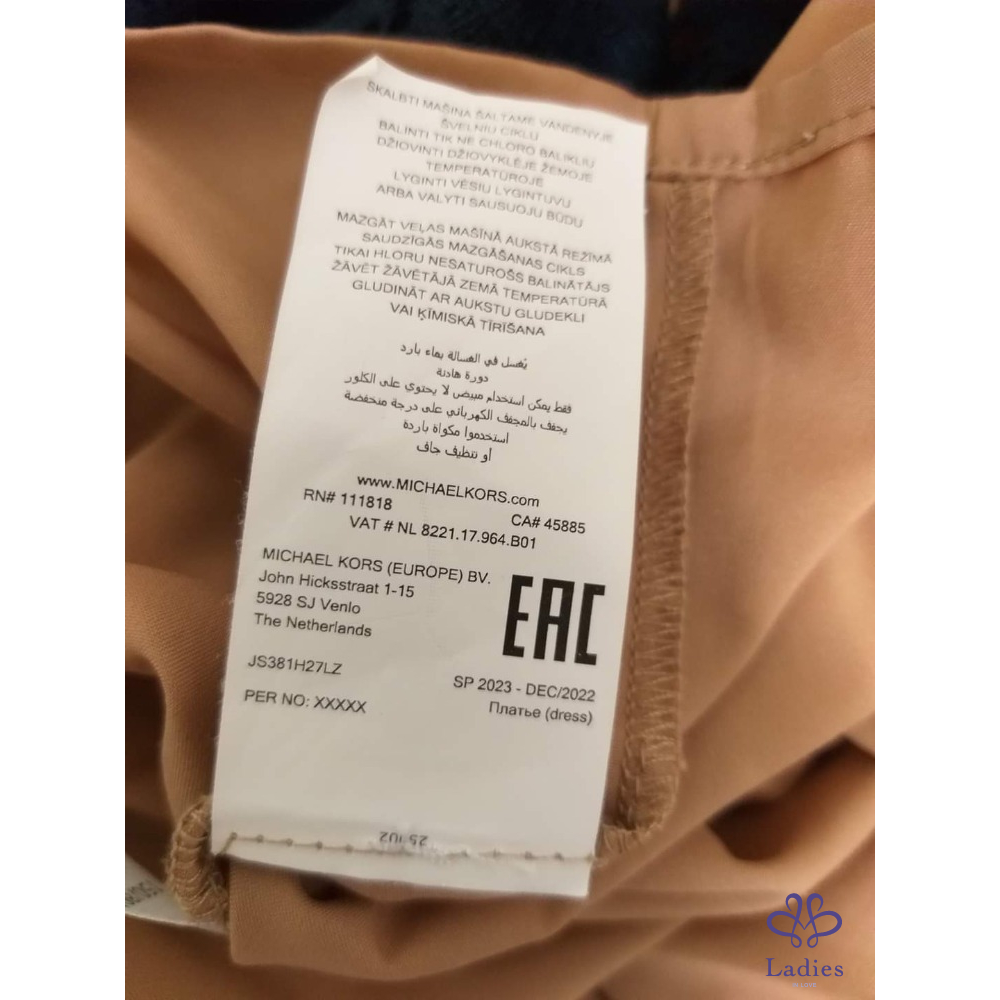 SKALBTI MAŠINA ŠALTAME VANDENYJE
ŠVELNIU CIKLU
BALINTI TIK NE CHLORO BALIKLIU
DŽIOVINTI DŽIOVYKLĖJE ŽEMOJE
TEMPERATŪROJE
LYGINTI VĖSIU LYGINTUVU
ARBA VALYTI SAUSUOJU BŪDU
MAZGĀT VEĻAS MAŠĪNĀ AUKSTĀ REŽĪMĀ
SAUDZĪGĀS MAZGĀŠANAS CIKLS
TIKAI HLORU NESATUROŠS BALINĀTĀJS
ŽĀVĒT ŽĀVĒTĀJĀ ZEMĀ TEMPERATŪRĀ
GLUDINĀT AR AUKSTU GLUDEKLI
VAI ĶĪMISKĀ TĪRĪŠANA
يُغسل في الغسالة بماء بارد
دورة هادئة
فقط يمكن استخدام مبيض لا يحتوي على الكلور
يجفف بالمجفف الكهربائي على درجة منخفضة
استخدموا مكواة باردة
او تنظيف جاف
www.MICHAELKORS.com
RN# 111818 CA# 45885
VAT # NL 8221.17.964.B01
MICHAEL KORS (EUROPE) BV.
John Hicksstraat 1-15
5928 SJ Venlo
The Netherlands
EAC
JS381H27LZ
SP 2023 - DEC/2022
PER NO: XXXXX
Платье (dress)
Ladies